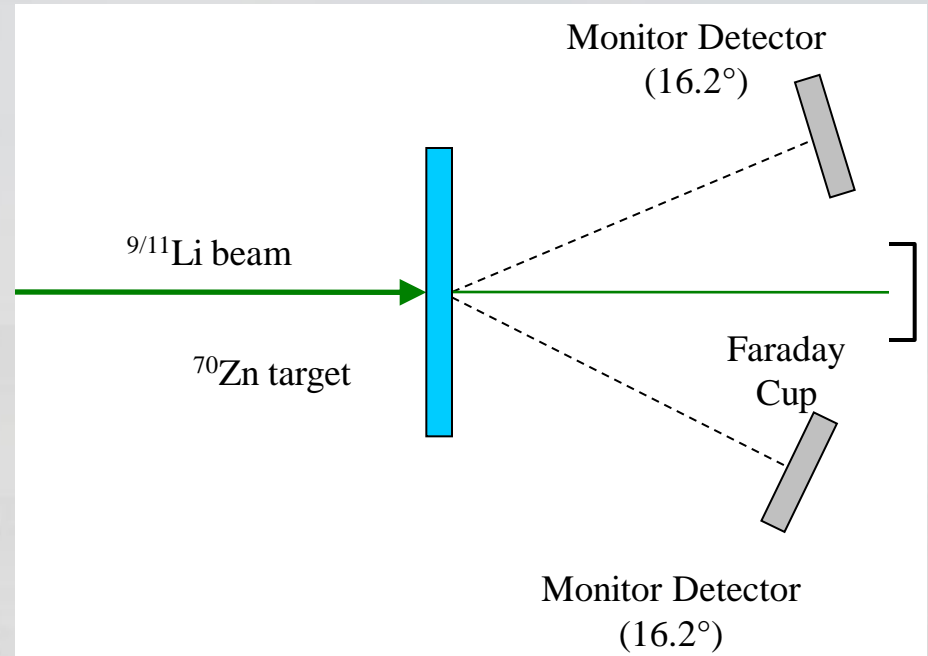 Monitor Detector
(16.2°)
⁹/¹¹Li beam
⁷⁰Zn target
Faraday
Cup
Monitor Detector
(16.2°)